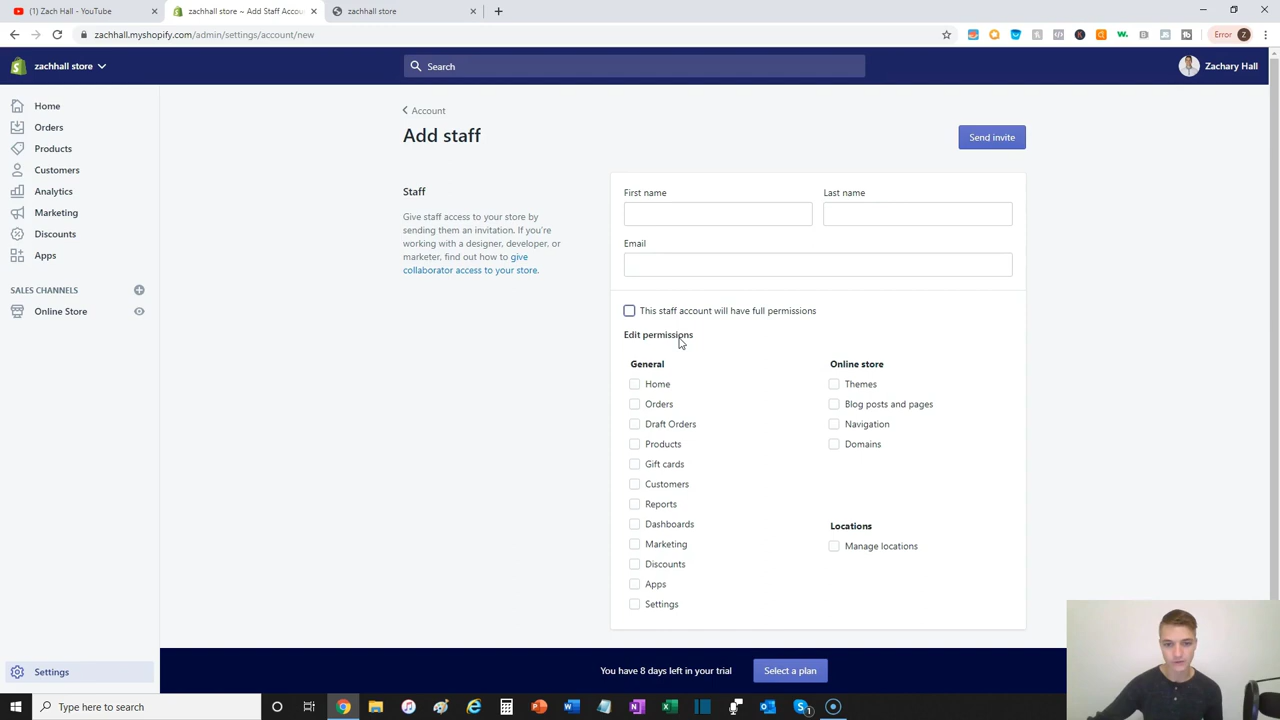 (1) Zach Hall - YouTube
zachhall store ~ Add Staff Accou
zachhall store
zachhall.myshopify.com/admin/settings/account/new
Error Z
zachhall store
Search
Zachary Hall
Home
Orders
Products
Customers
Analytics
Marketing
Discounts
Apps
SALES CHANNELS
Online Store
Settings
Account
Add staff
Send invite
Staff
Give staff access to your store by
sending them an invitation. If you're
working with a designer, developer, or
marketer, find out how to give
collaborator access to your store.
First name
Last name
Email
This staff account will have full permissions
Edit permissions
General
Home
Orders
Draft Orders
Products
Gift cards
Customers
Reports
Dashboards
Marketing
Discounts
Apps
Settings
Online store
Themes
Blog posts and pages
Navigation
Domains
Locations
Manage locations
You have 8 days left in your trial
Select a plan
Type here to search